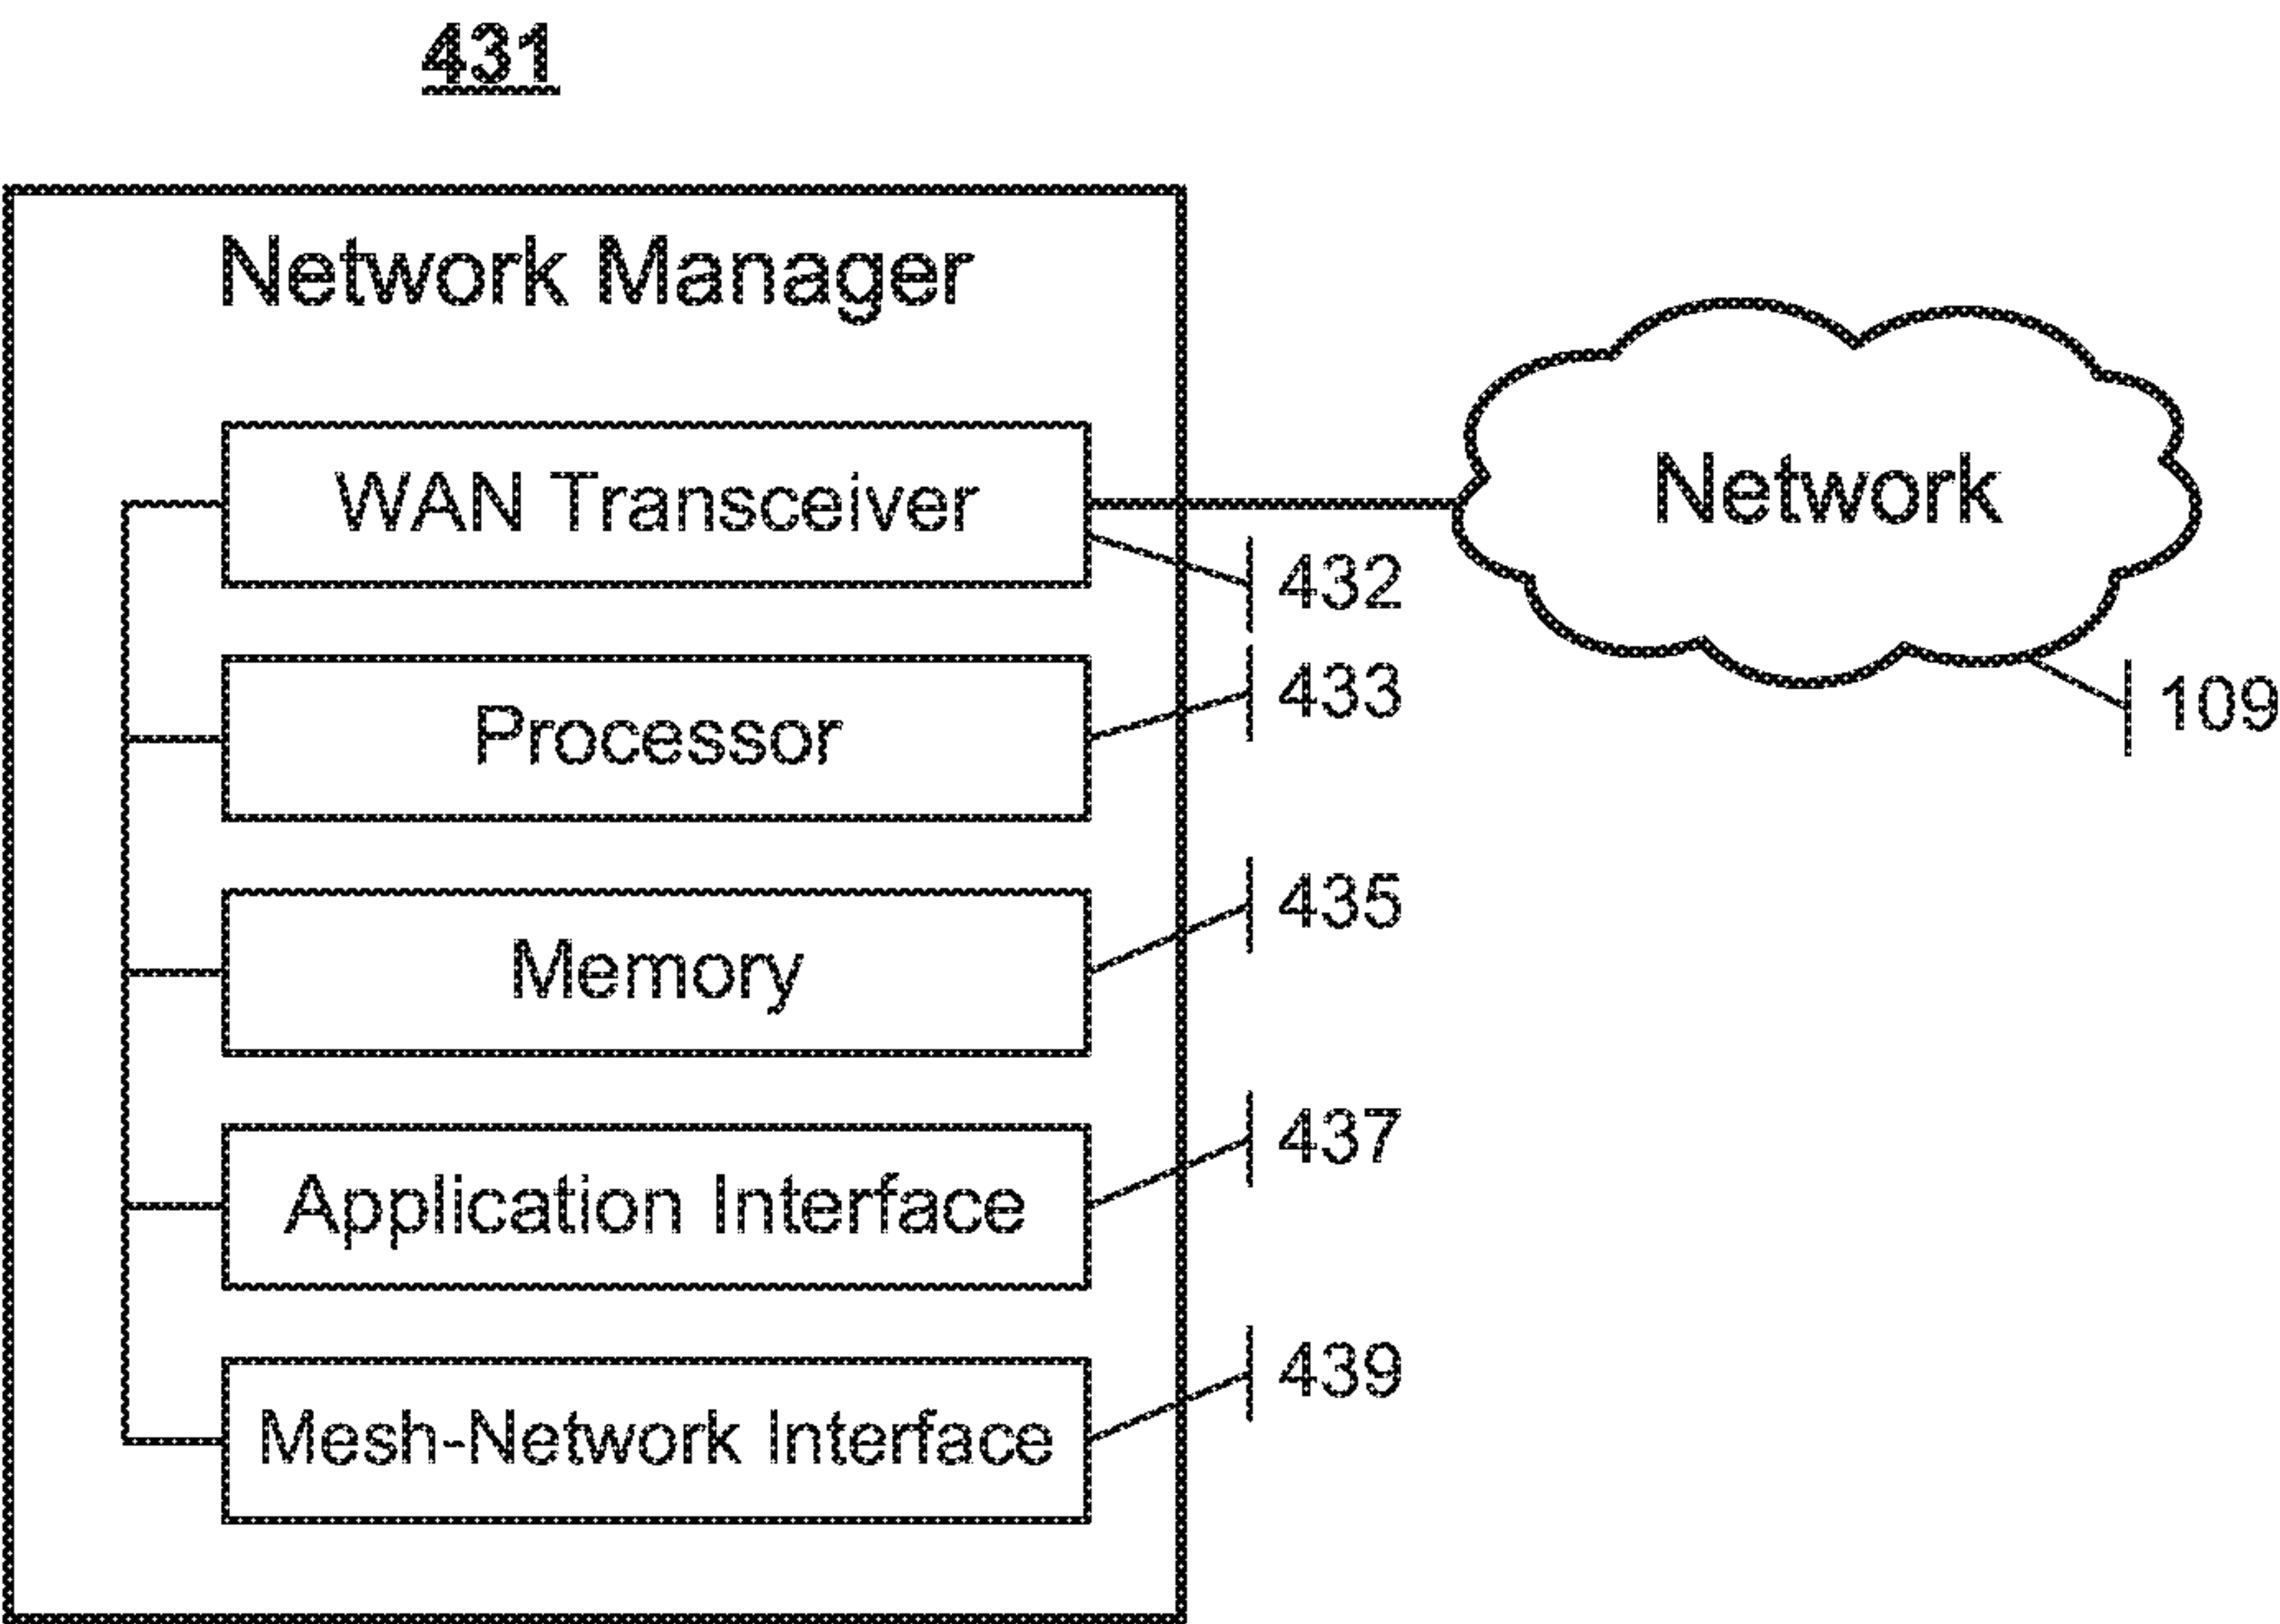 431
Network Manager
WAN Transceiver
Network
432
433
Processor
109
435
Memory
437
Application Interface
439
Mesh-Network Interface